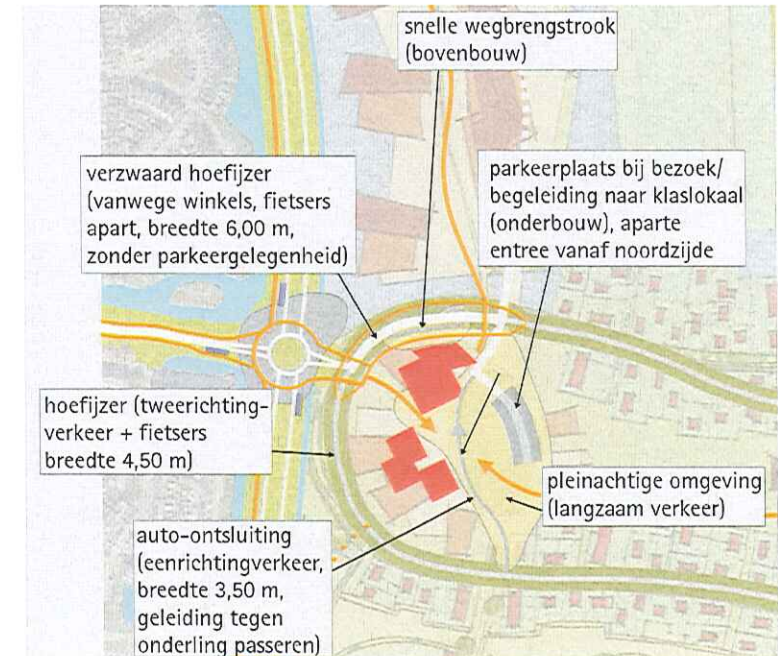 snelle wegbrengstrook
(bovenbouw)
verzwaard hoefijzer
(vanwege winkels, fietsers
apart, breedte 6,00 m,
zonder parkeergelegenheid)
parkeerplaats bij bezoek/
begeleiding naar klaslokaal
(onderbouw), aparte
entree vanaf noordzijde
hoefijzer (tweerichting-
verkeer + fietsers
breedte 4,50 m)
pleinachtige omgeving
(langzaam verkeer)
auto-ontsluiting
(eenrichtingverkeer,
breedte 3,50 m,
geleiding tegen
onderling passeren)